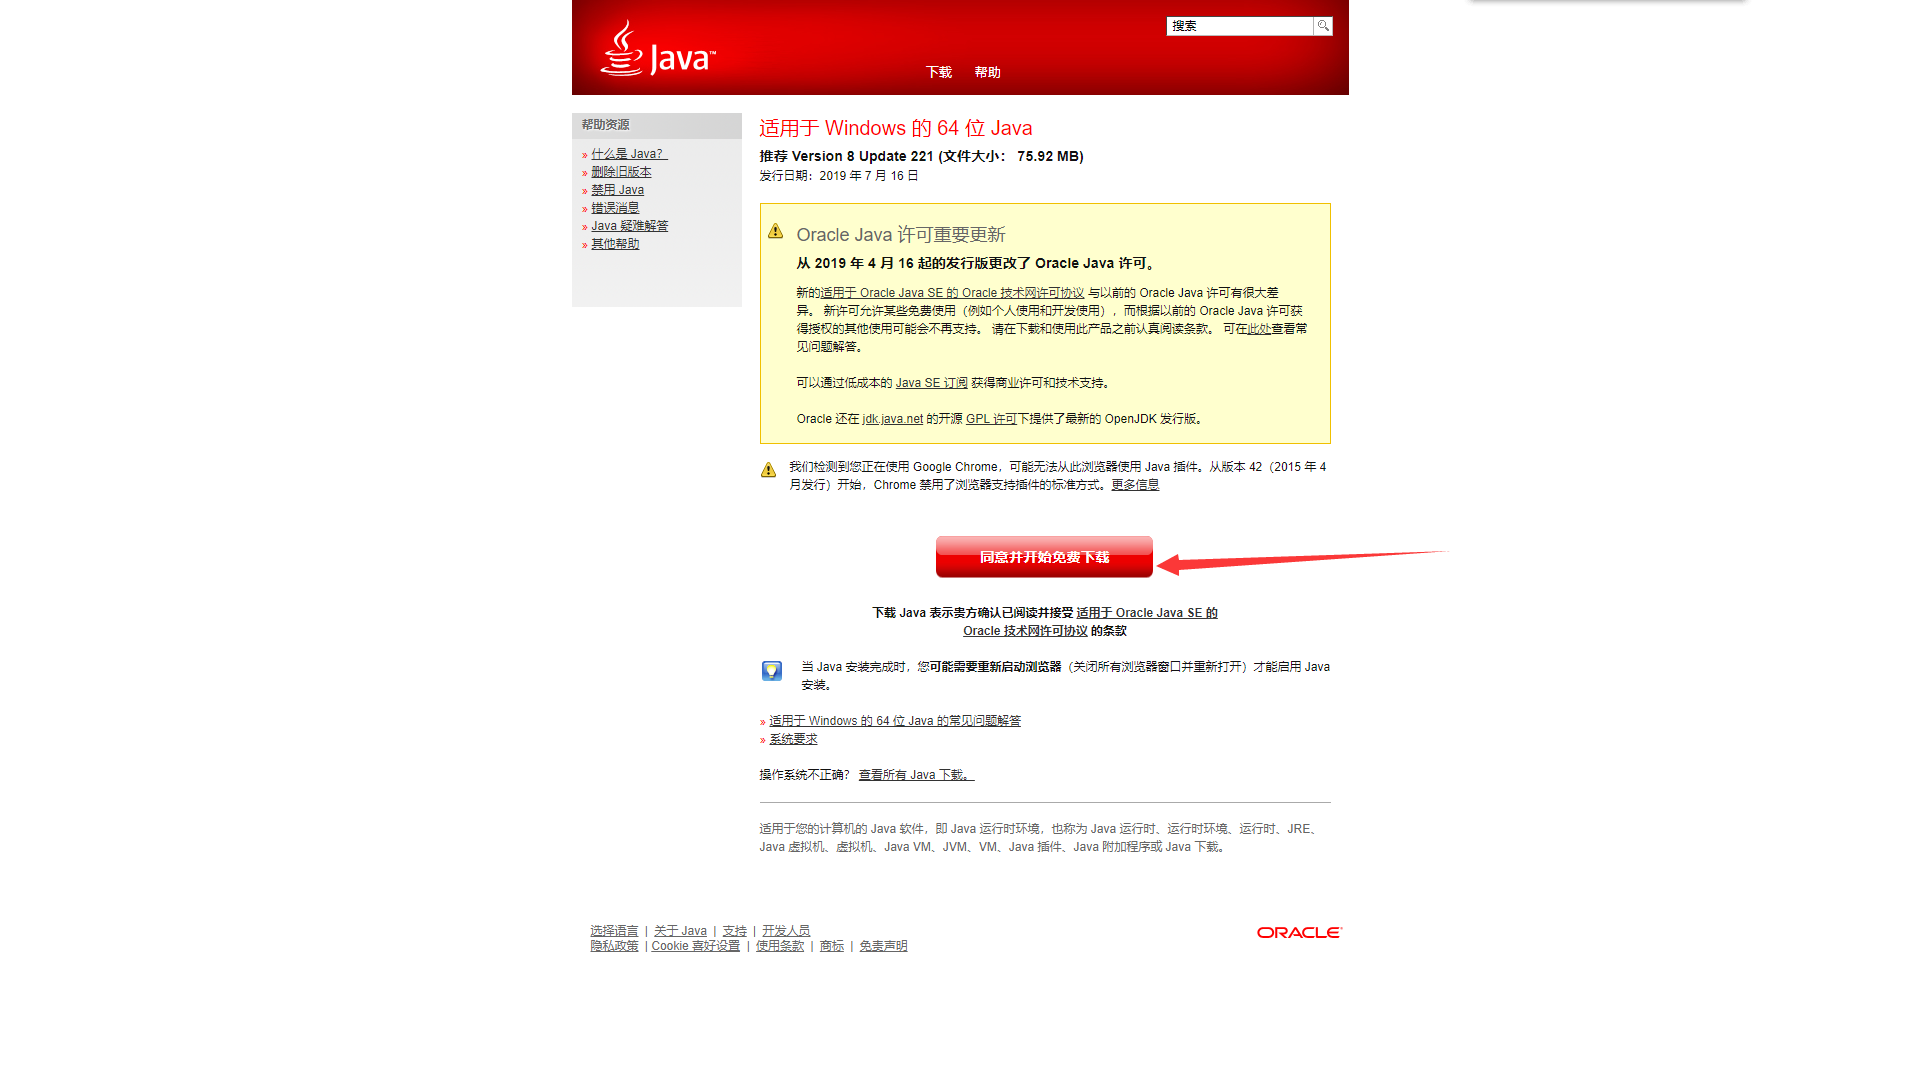 Java™
搜索
下载 帮助
帮助资源
» 什么是 Java？
» 删除旧版本
» 禁用 Java
» 错误消息
» Java 疑难解答
» 其他帮助
适用于 Windows 的 64 位 Java
推荐 Version 8 Update 221 (文件大小： 75.92 MB)
发行日期：2019 年 7 月 16 日
Oracle Java 许可重要更新
从 2019 年 4 月 16 起的发行版更改了 Oracle Java 许可。
新的适用于 Oracle Java SE 的 Oracle 技术网许可协议 与以前的 Oracle Java 许可有很大差
异。 新许可允许某些免费使用（例如个人使用和开发使用），而根据以前的 Oracle Java 许可获
得授权的其他使用可能会不再支持。 请在下载和使用此产品之前认真阅读条款。 可在此处查看常
见问题解答。
可以通过低成本的 Java SE 订阅 获得商业许可和技术支持。
Oracle 还在 jdk.java.net 的开源 GPL 许可下提供了最新的 OpenJDK 发行版。
我们检测到您正在使用 Google Chrome，可能无法从此浏览器使用 Java 插件。从版本 42（2015 年 4
月发行）开始，Chrome 禁用了浏览器支持插件的标准方式。更多信息
同意并开始免费下载
下载 Java 表示贵方确认已阅读并接受 适用于 Oracle Java SE 的
Oracle 技术网许可协议 的条款
当 Java 安装完成时，您可能需要重新启动浏览器（关闭所有浏览器窗口并重新打开）才能启用 Java
安装。
» 适用于 Windows 的 64 位 Java 的常见问题解答
» 系统要求
操作系统不正确？ 查看所有 Java 下载。
适用于您的计算机的 Java 软件，即 Java 运行时环境，也称为 Java 运行时、运行时环境、运行时、JRE、
Java 虚拟机、虚拟机、Java VM、JVM、VM、Java 插件、Java 附加程序或 Java 下载。
选择语言 | 关于 Java | 支持 | 开发人员
隐私政策 | Cookie 喜好设置 | 使用条款 | 商标 | 免责声明
ORACLE